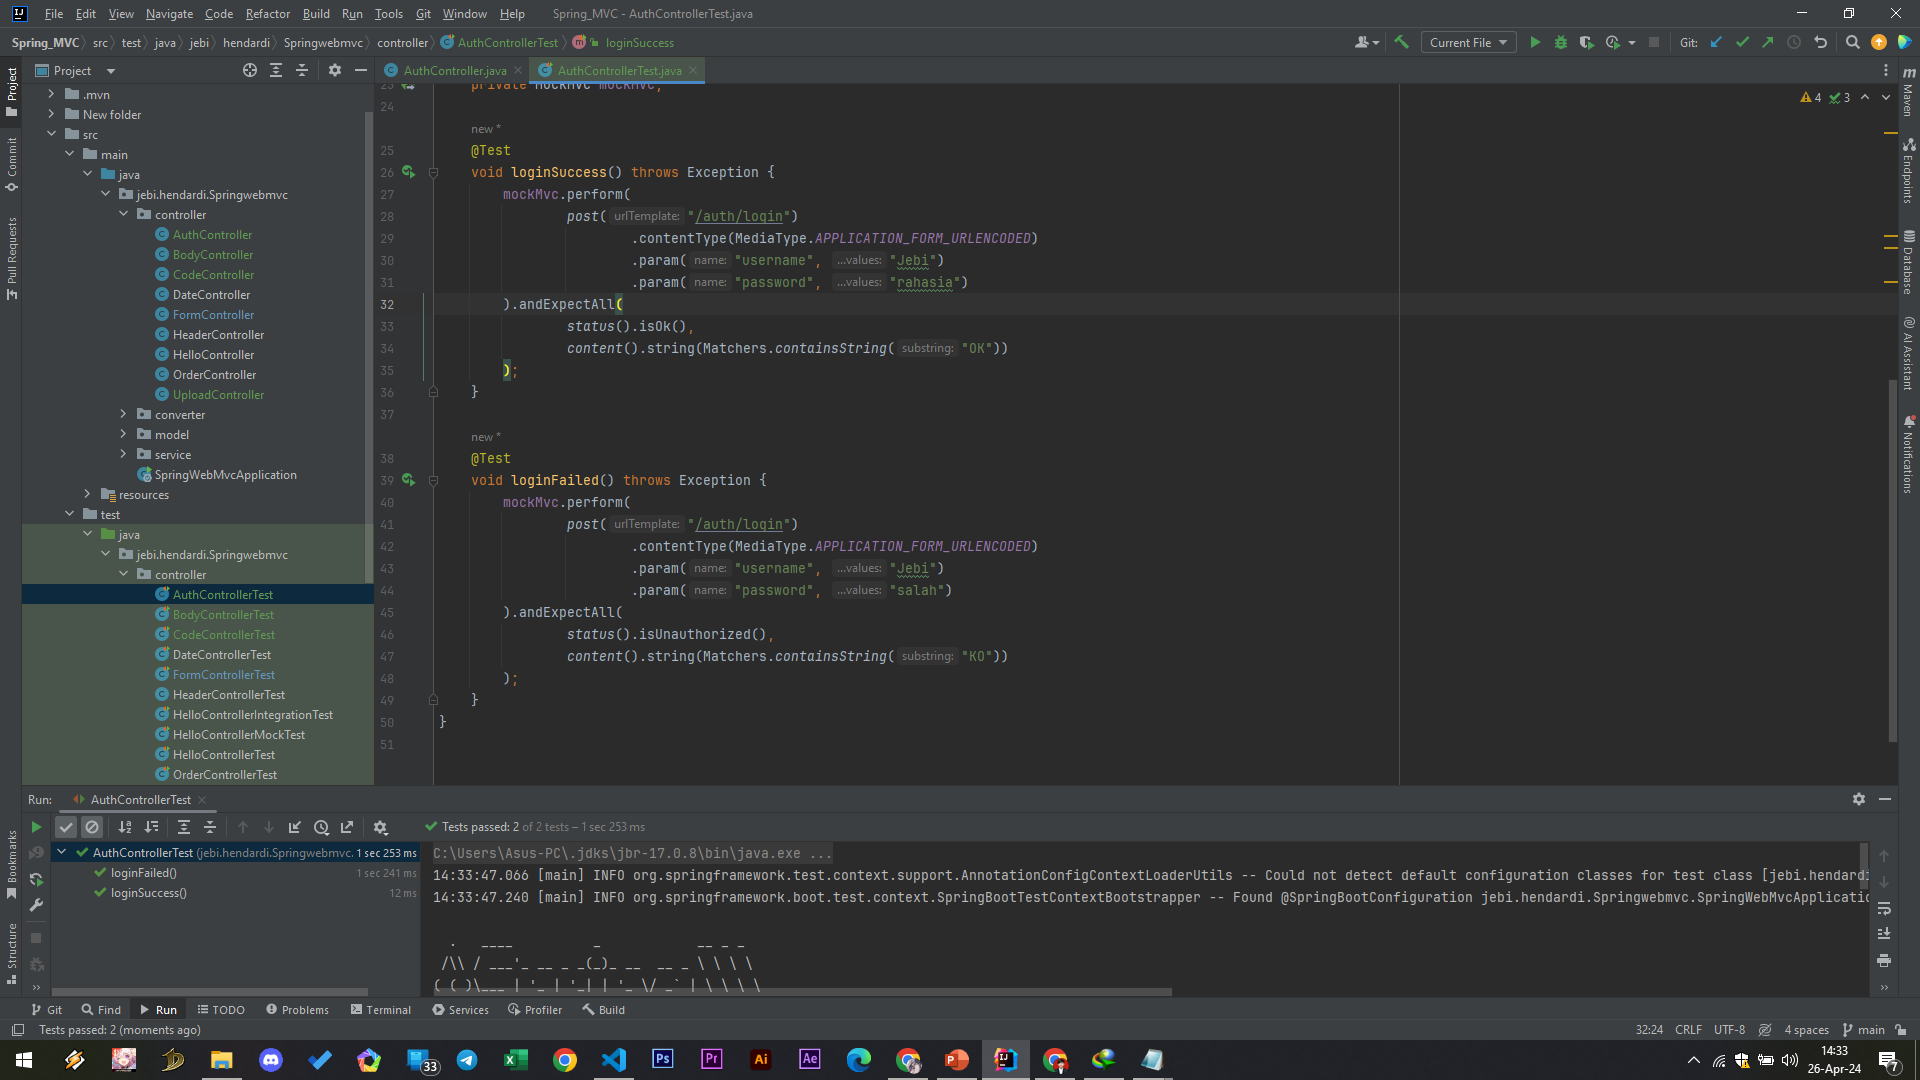 File Edit View Navigate Code Refactor Build Run Tools Git Window Help Spring_MVC - AuthControllerTest.java
Spring_MVC src test java jebi hendardi Springwebmvc controller AuthControllerTest loginSuccess Current File Git:
Project AuthController.java AuthControllerTest.java
Project
Commit
Pull Requests
Bookmarks
Structure
.mvn
New folder
src
main
java
jebi.hendardi.Springwebmvc
controller
AuthController
BodyController
CodeController
DateController
FormController
HeaderController
HelloController
OrderController
UploadController
converter
model
service
SpringWebMvcApplication
resources
test
java
jebi.hendardi.Springwebmvc
controller
AuthControllerTest
BodyControllerTest
CodeControllerTest
DateControllerTest
FormControllerTest
HeaderControllerTest
HelloControllerIntegrationTest
HelloControllerMockTest
HelloControllerTest
OrderControllerTest
23 private MockMvc mockMvc;
4 3
24
new *
25 @Test
26 void loginSuccess() throws Exception {
27 mockMvc.perform(
28 post( urlTemplate: "/auth/login")
29 .contentType(MediaType.APPLICATION_FORM_URLENCODED)
30 .param( name: "username", ...values: "Jebi")
31 .param( name: "password", ...values: "rahasia")
32 ).andExpectAll(
33 status().isOk(),
34 content().string(Matchers.containsString( substring: "OK"))
35 );
36 }
37
new *
38 @Test
39 void loginFailed() throws Exception {
40 mockMvc.perform(
41 post( urlTemplate: "/auth/login")
42 .contentType(MediaType.APPLICATION_FORM_URLENCODED)
43 .param( name: "username", ...values: "Jebi")
44 .param( name: "password", ...values: "salah")
45 ).andExpectAll(
46 status().isUnauthorized(),
47 content().string(Matchers.containsString( substring: "KO"))
48 );
49 }
50 }
51
Maven
Endpoints
Database
AI Assistant
Notifications
Run: AuthControllerTest
Tests passed: 2 of 2 tests – 1 sec 253 ms
AuthControllerTest (jebi.hendardi.Springwebmvc. 1 sec 253 ms
loginFailed() 1 sec 241 ms
loginSuccess() 12 ms
C:\Users\Asus-PC\.jdks\jbr-17.0.8\bin\java.exe ...
14:33:47.066 [main] INFO org.springframework.test.context.support.AnnotationConfigContextLoaderUtils -- Could not detect default configuration classes for test class [jebi.hendardi
14:33:47.240 [main] INFO org.springframework.boot.test.context.SpringBootTestContextBootstrapper -- Found @SpringBootConfiguration jebi.hendardi.Springwebmvc.SpringWebMvcApplicatio
Git Find Run TODO Problems Terminal Services Profiler Build
Tests passed: 2 (moments ago) 32:24 CRLF UTF-8 4 spaces main
33 Ps Pr Ai Ae 14:33
26-Apr-24 7